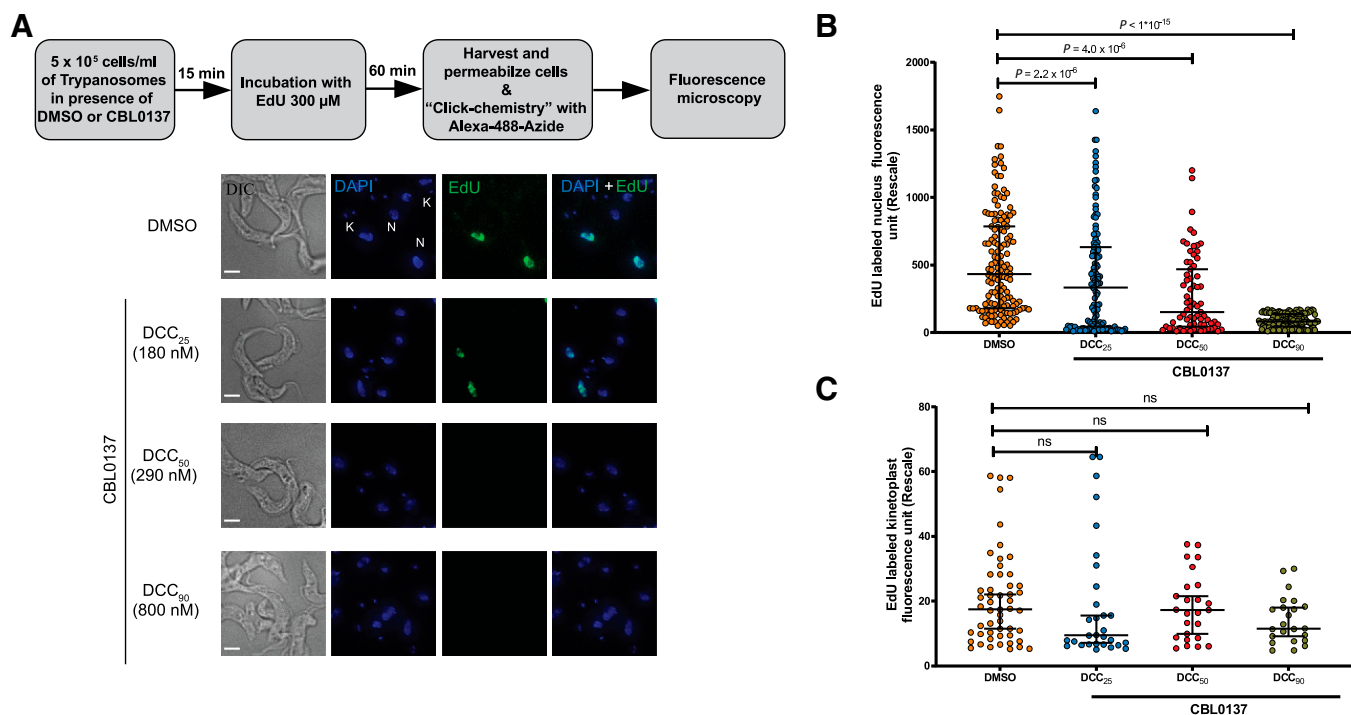 A
5 x 10⁵ cells/ml
of Trypanosomes
in presence of
DMSO or CBL0137
15 min
Incubation with
EdU 300 µM
60 min
Harvest and
permeabilze cells
&
“Click-chemistry” with
Alexa-488-Azide
Fluorescence
microscopy
DIC
DAPI
EdU
DAPI + EdU
K
K
N
N
DMSO
CBL0137
DCC₂₅
(180 nM)
DCC₅₀
(290 nM)
DCC₉₀
(800 nM)
B
P < 1*10⁻¹⁵
P = 4.0 x 10⁻⁶
P = 2.2 x 10⁻⁶
EdU labeled nucleus fluorescence
unit (Rescale)
2000
1500
1000
500
0
DMSO
DCC₂₅
DCC₅₀
DCC₉₀
CBL0137
C
ns
ns
ns
EdU labeled kinetoplast
fluorescence unit (Rescale)
80
60
40
20
0
DMSO
DCC₂₅
DCC₅₀
DCC₉₀
CBL0137